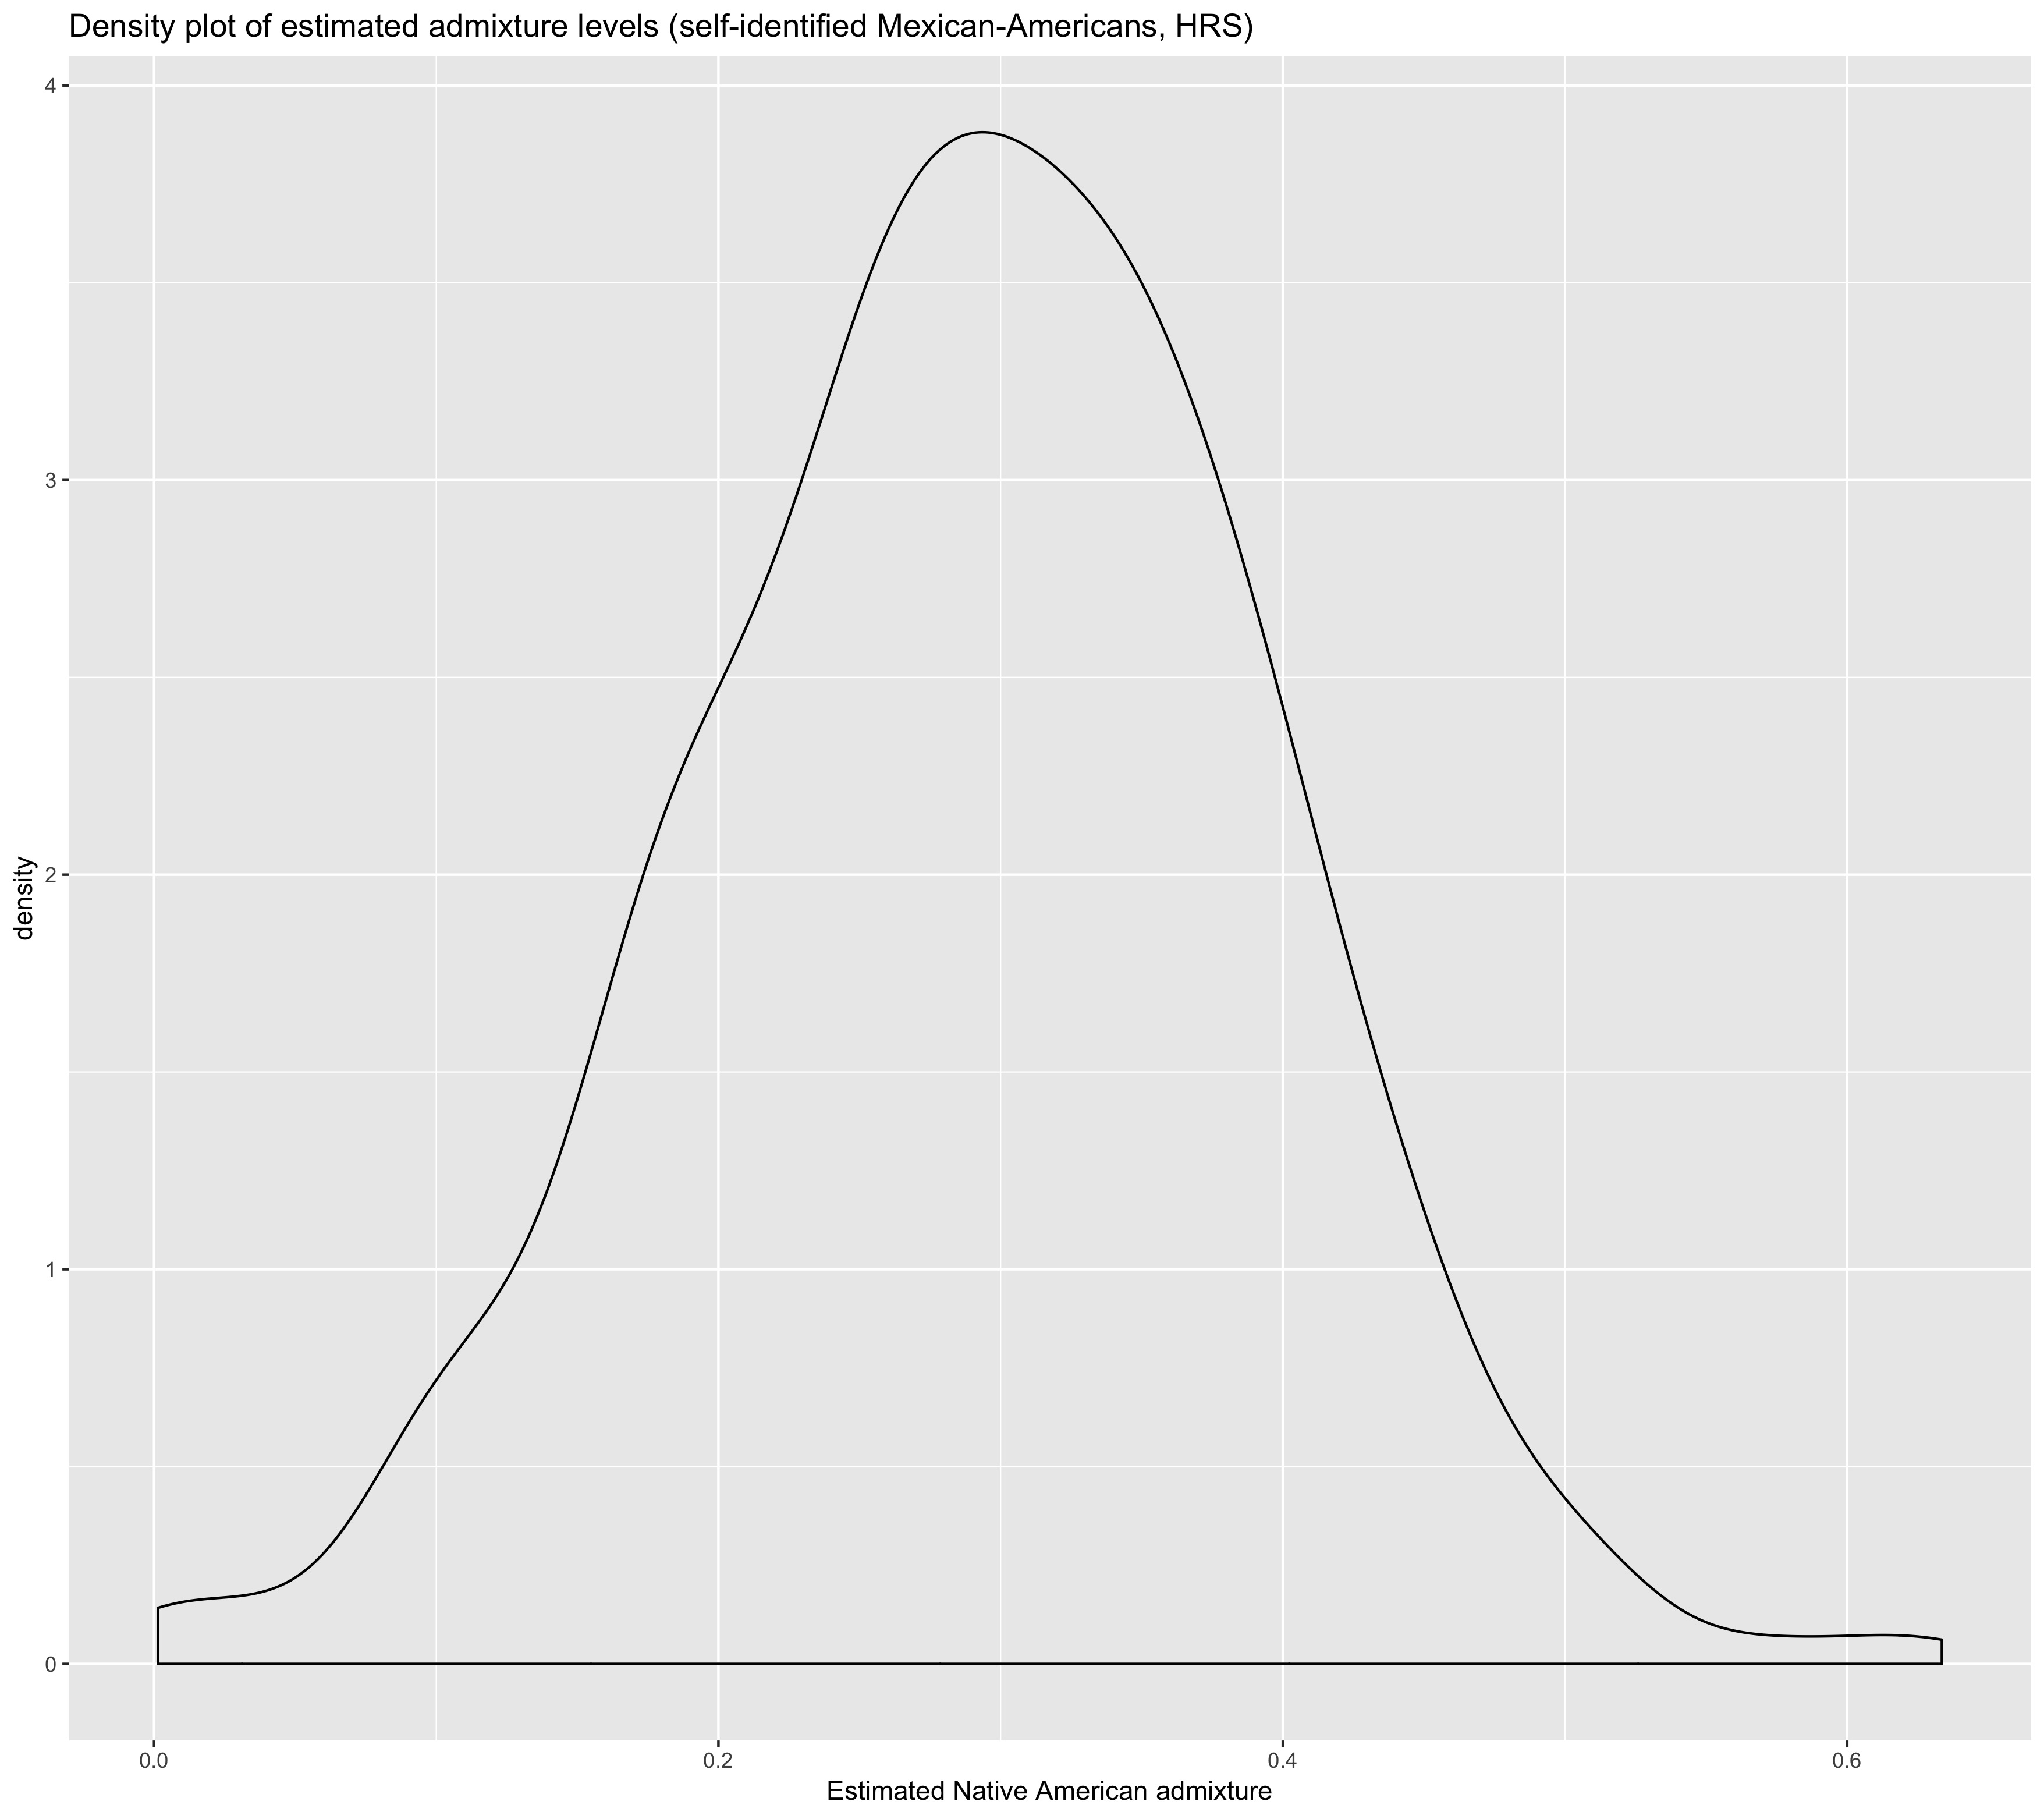 Density plot of estimated admixture levels (self-identified Mexican-Americans, HRS)
4
3
2
1
0
density
0.0 0.2 0.4 0.6
Estimated Native American admixture